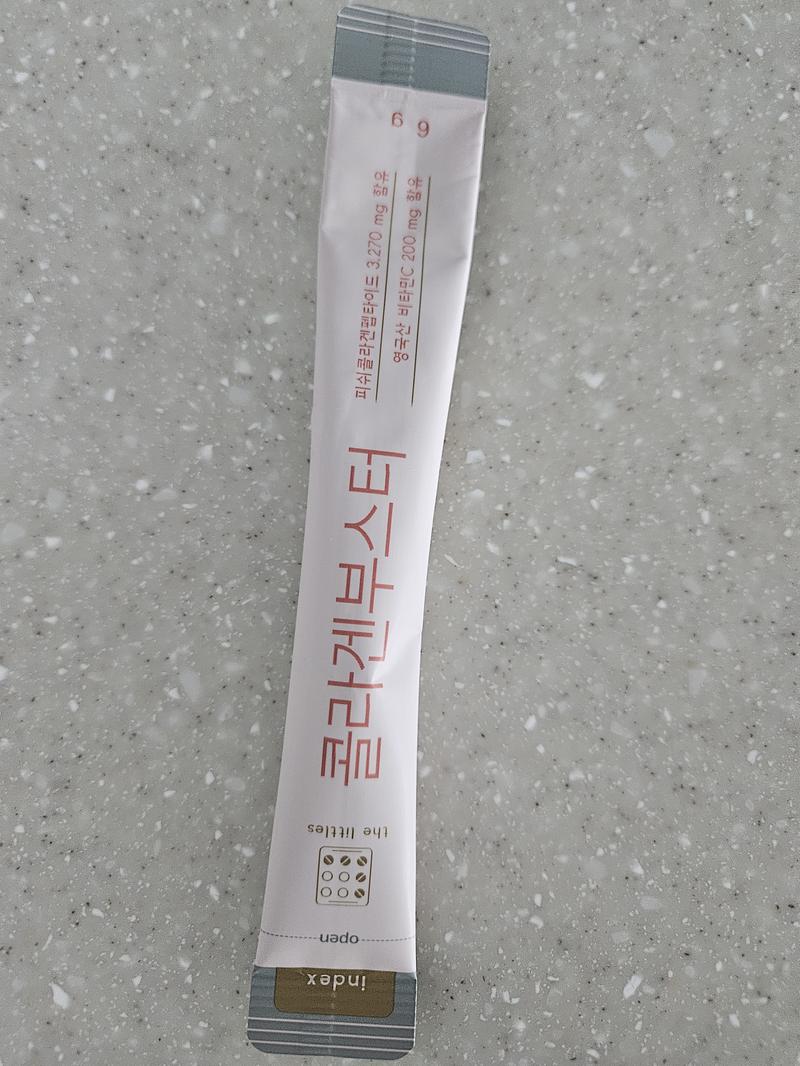 index
open
the littles
콜라겐부스터
피쉬콜라겐펩타이드 3,270 mg 함유
영국산 비타민C 200 mg 함유
6 g